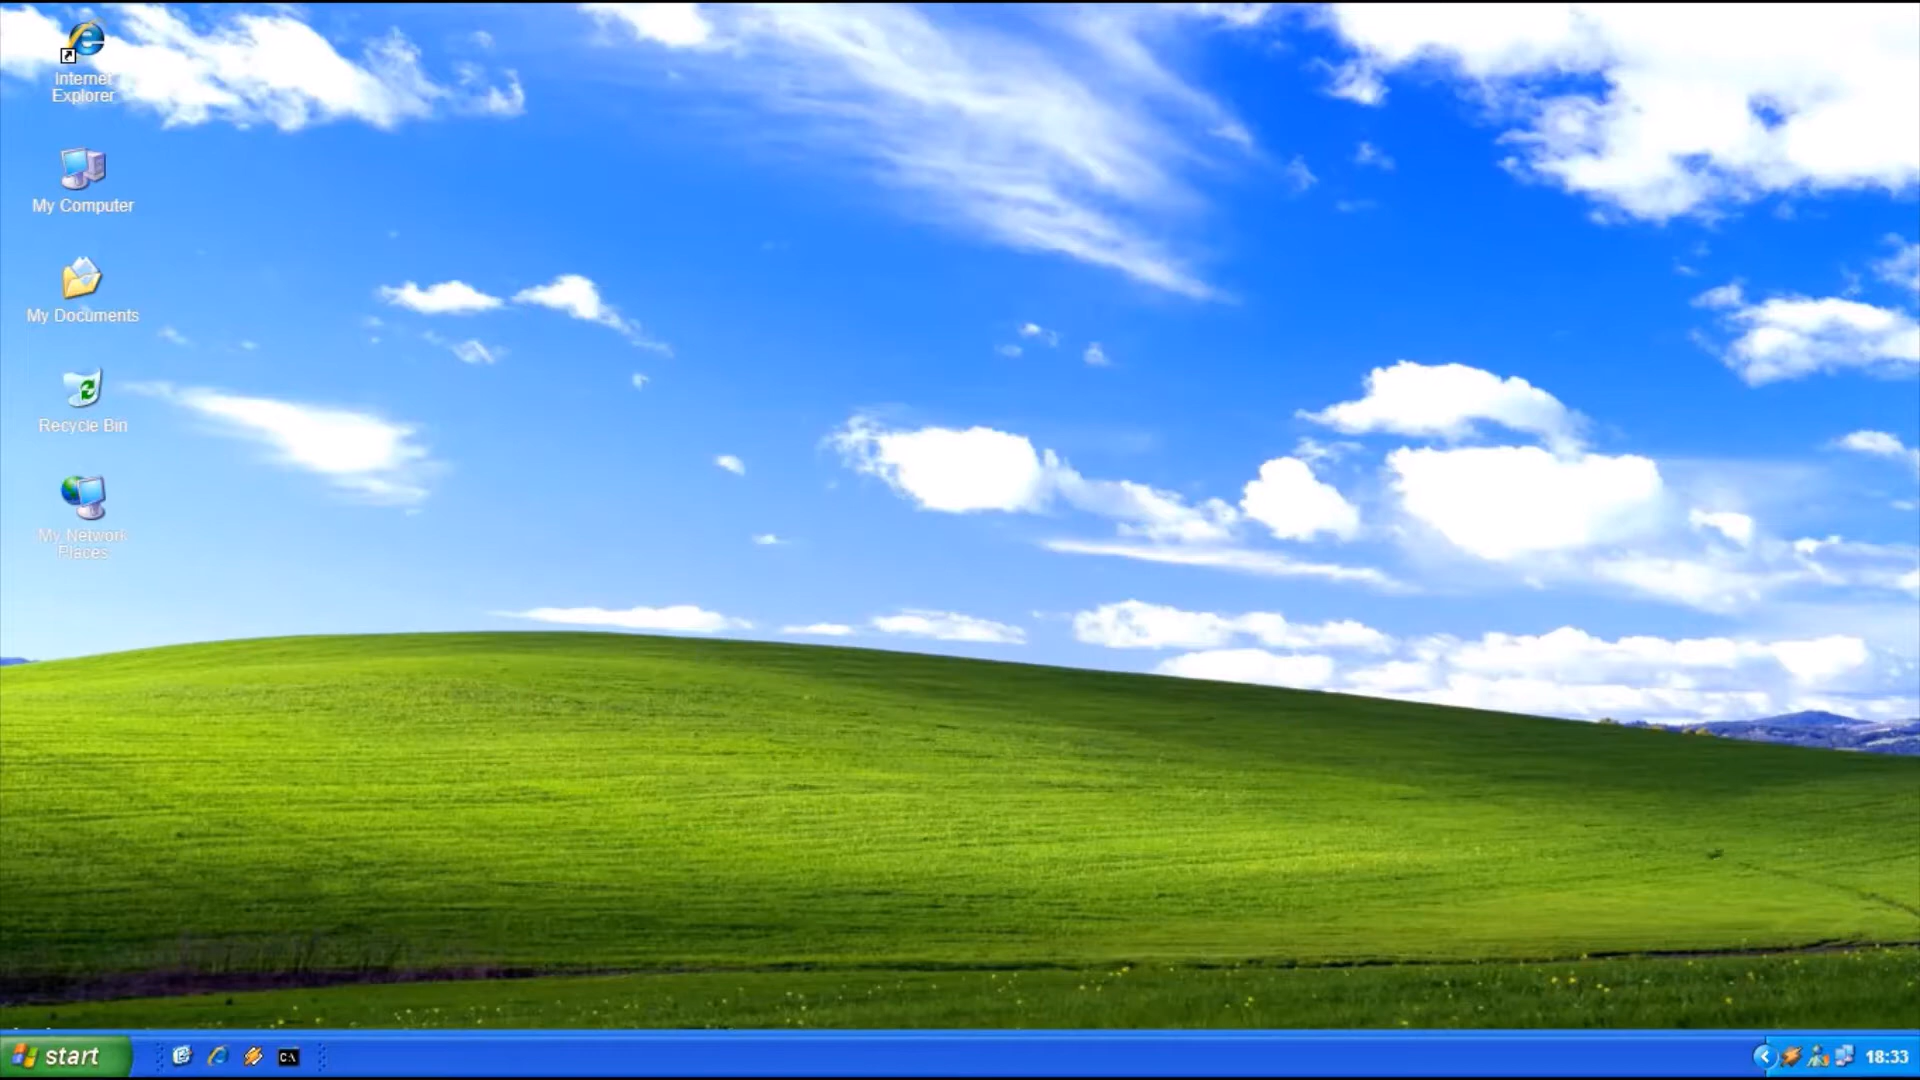 Internet
Explorer
My Computer
My Documents
Recycle Bin
My Network
Places
start
C:\
18:33